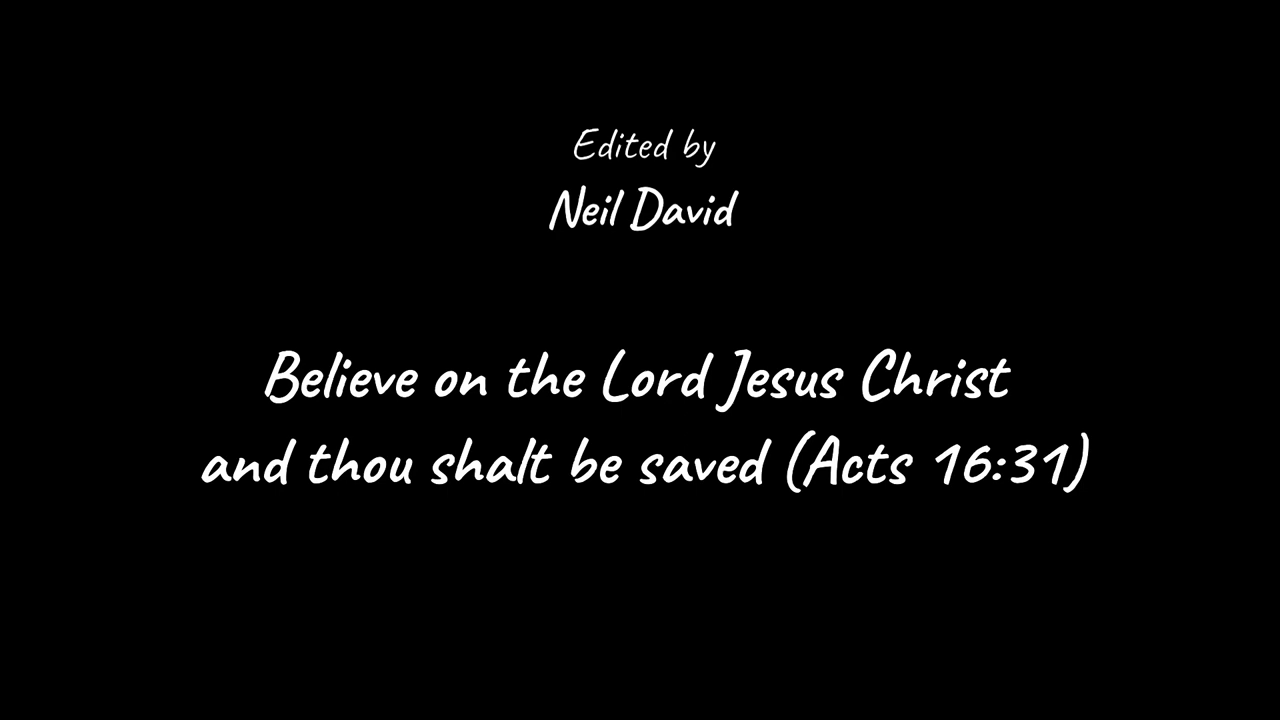 Edited by
Neil David
Believe on the Lord Jesus Christ
and thou shalt be saved (Acts 16:31)